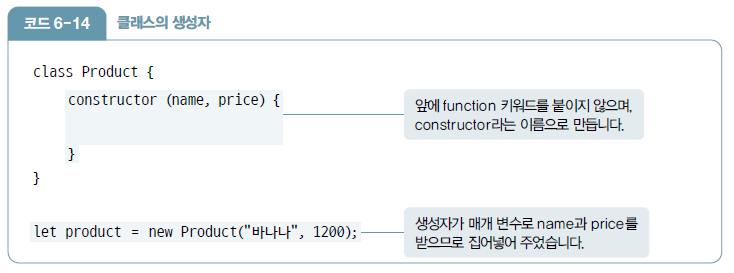 코드 6-14 클래스의 생성자
class Product {
constructor (name, price) {
앞에 function 키워드를 붙이지 않으며,
constructor라는 이름으로 만듭니다.
}
}
let product = new Product("바나나", 1200);
생성자가 매개 변수로 name과 price를
받으므로 집어넣어 주었습니다.